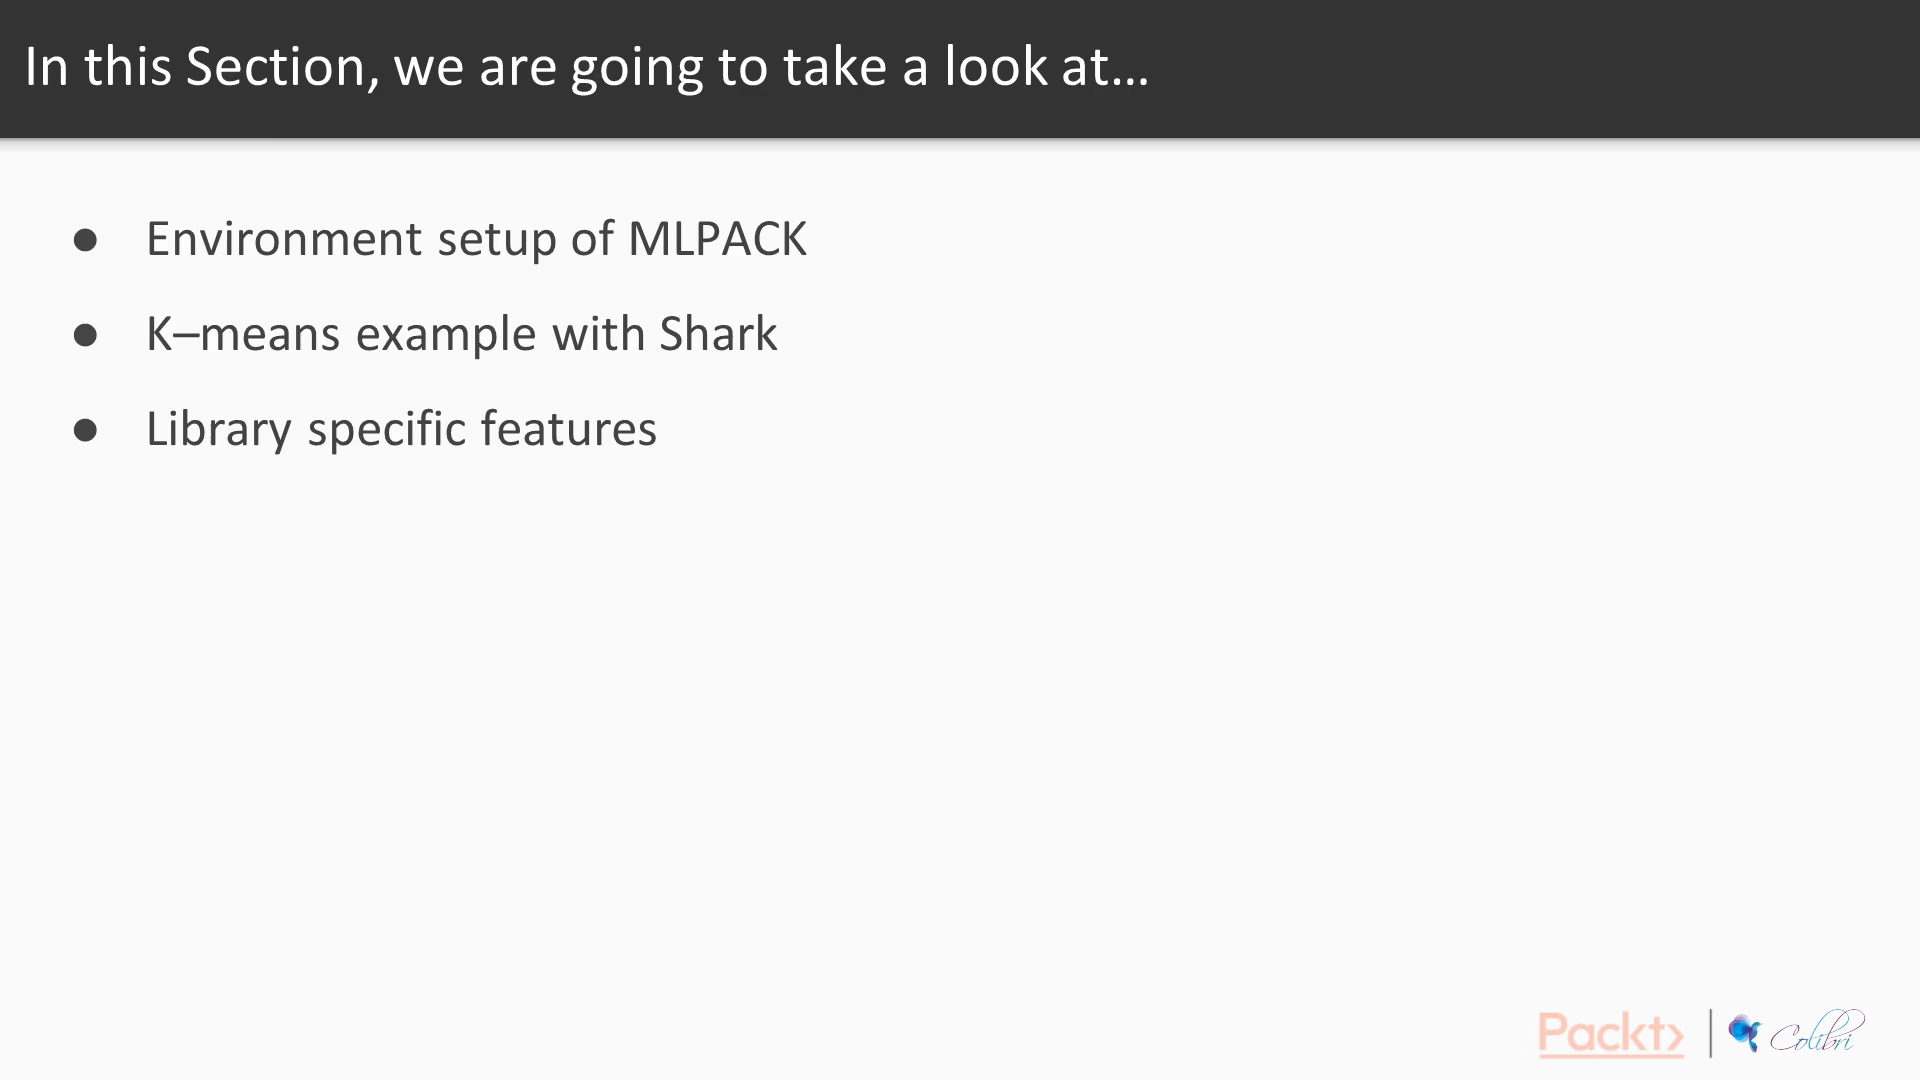 In this Section, we are going to take a look at…
● Environment setup of MLPACK
● K–means example with Shark
● Library specific features
Packt> | Colibri